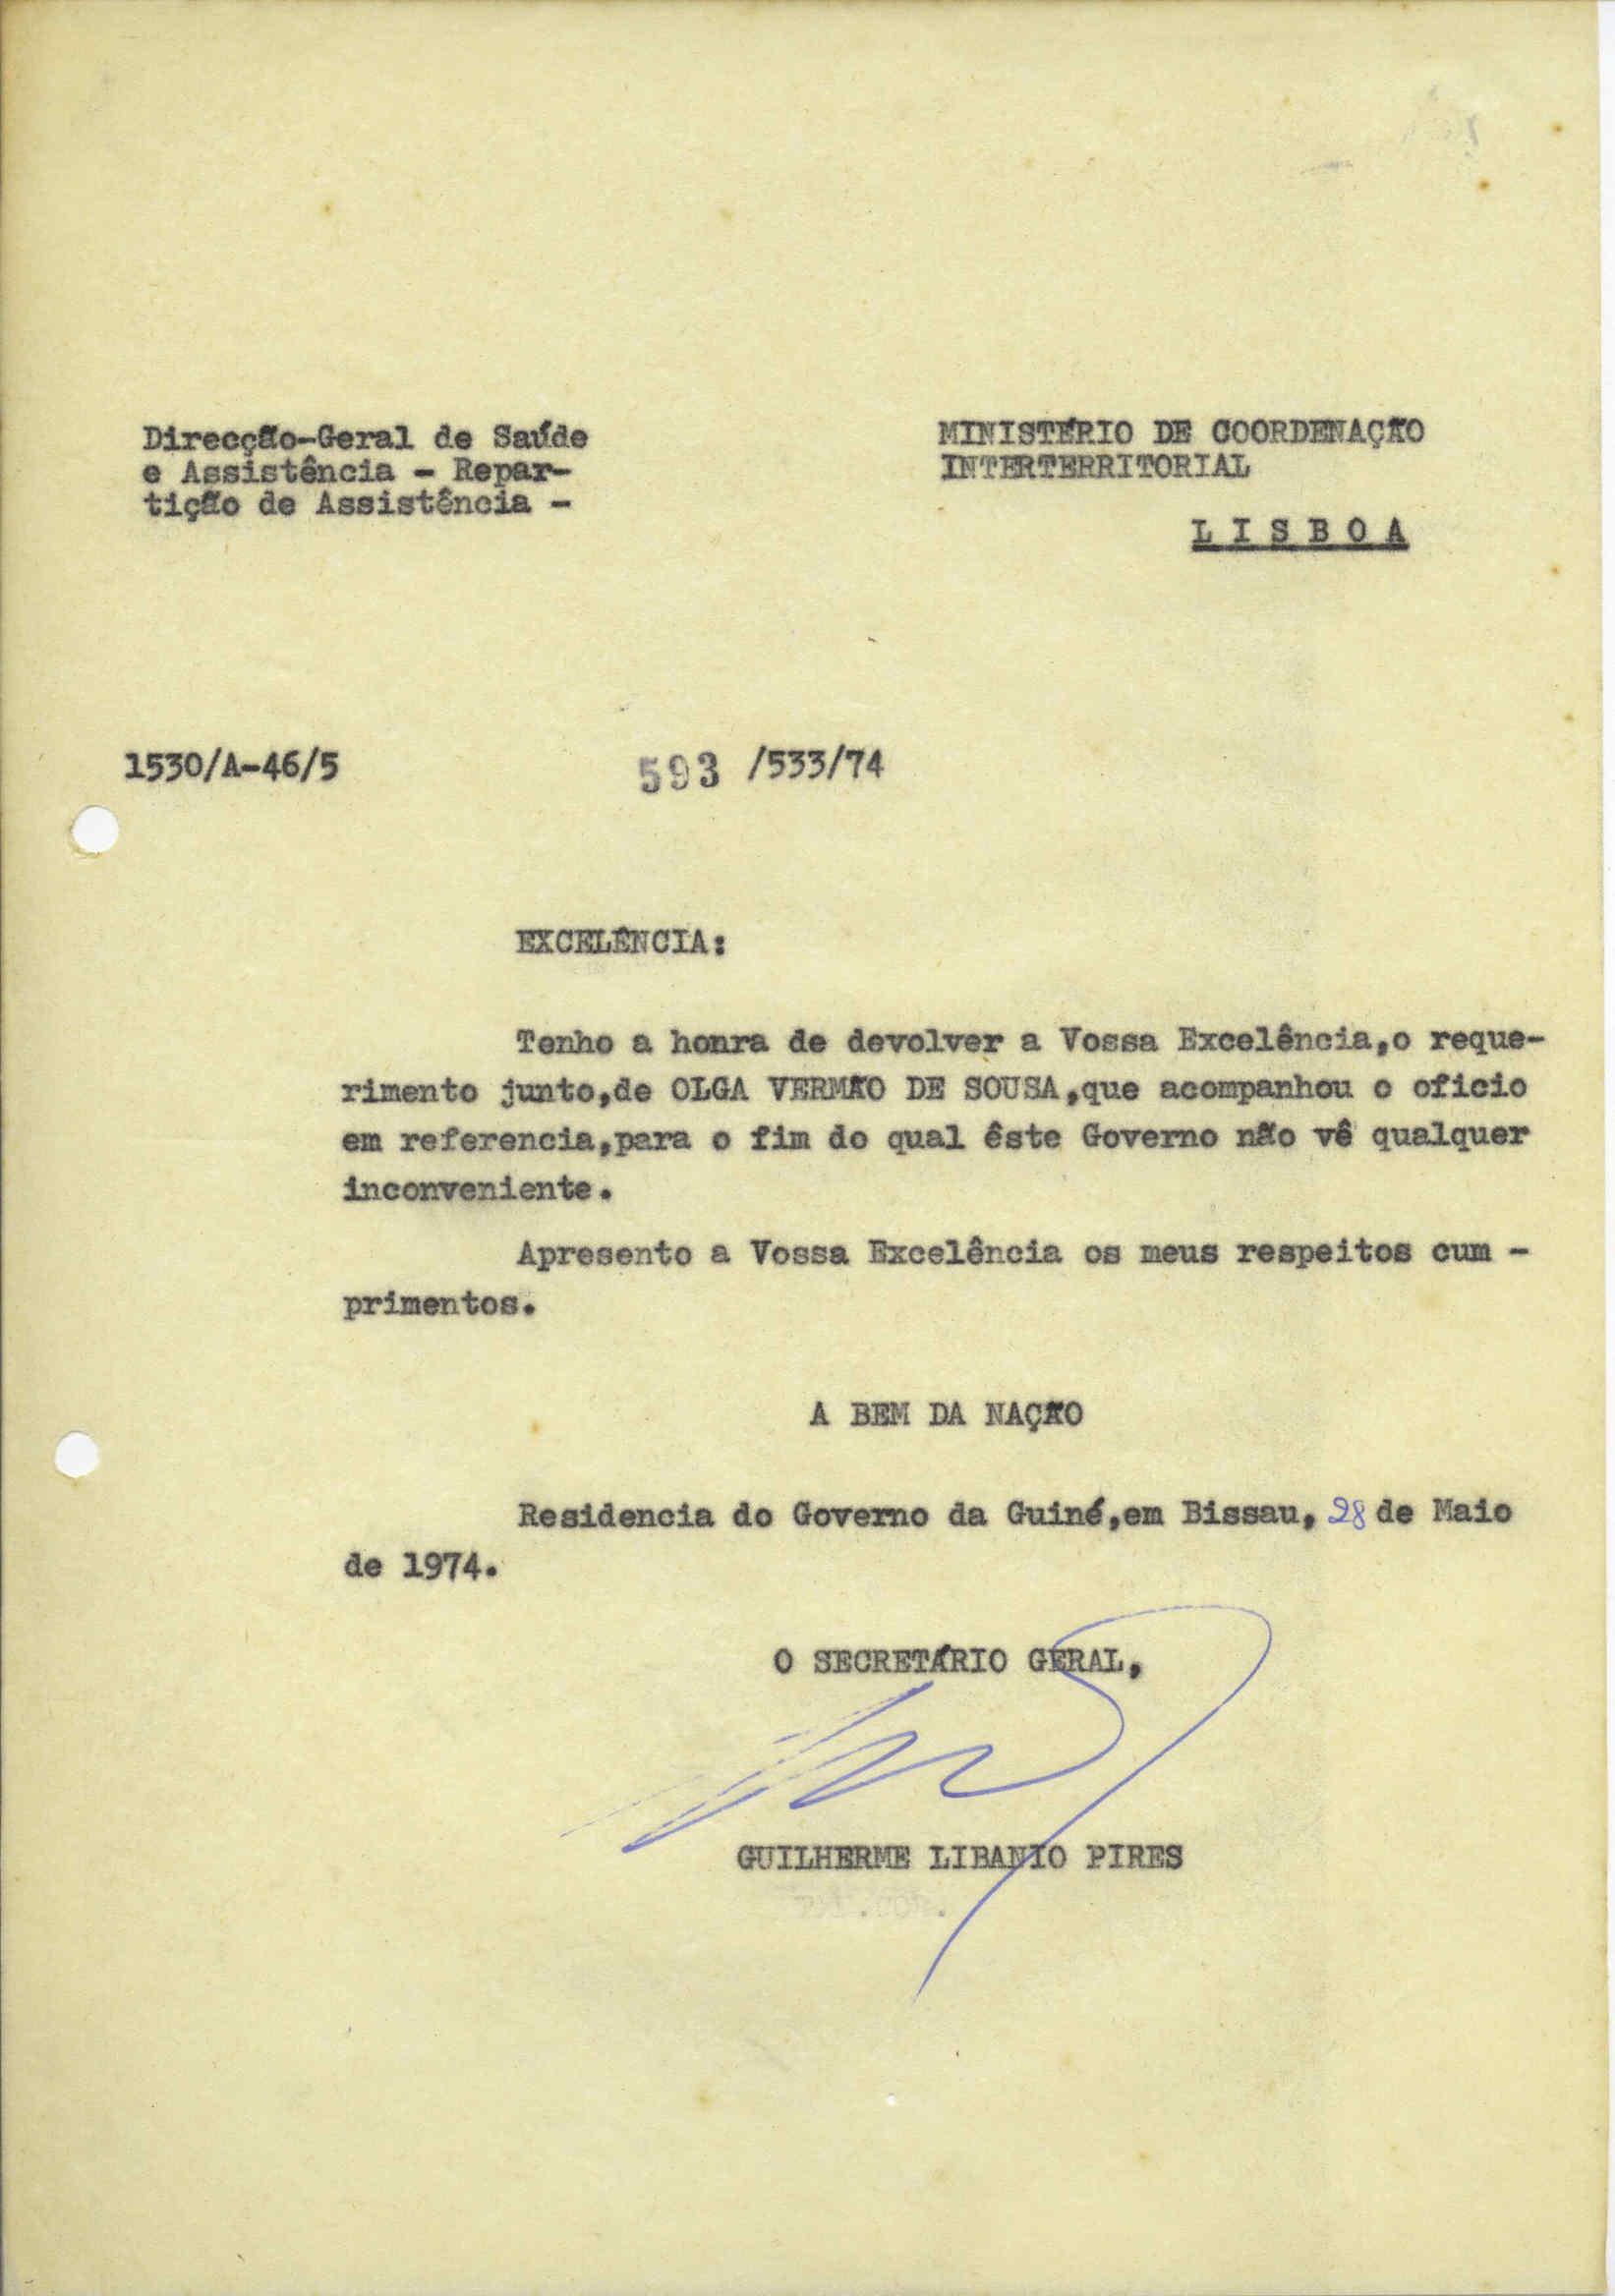 Direcção-Geral de Saúde
e Assistência - Repar-
tição de Assistência -
MINISTÉRIO DE COORDENAÇÃO
INTERTERRITORIAL
L I S B O A
1530/A-46/5
593 /533/74
EXCELÊNCIA:
Tenho a honra de devolver a Vossa Excelência,o reque-
rimento junto,de OLGA VERMÃO DE SOUSA,que acompanhou o oficio
em referencia,para o fim do qual êste Governo não vê qualquer
inconveniente.
Apresento a Vossa Excelência os meus respeitos cum -
primentos.
A BEM DA NAÇÃO
Residencia do Governo da Guiné,em Bissau, 28 de Maio
de 1974.
O SECRETÁRIO GERAL,
GUILHERME LIBANIO PIRES